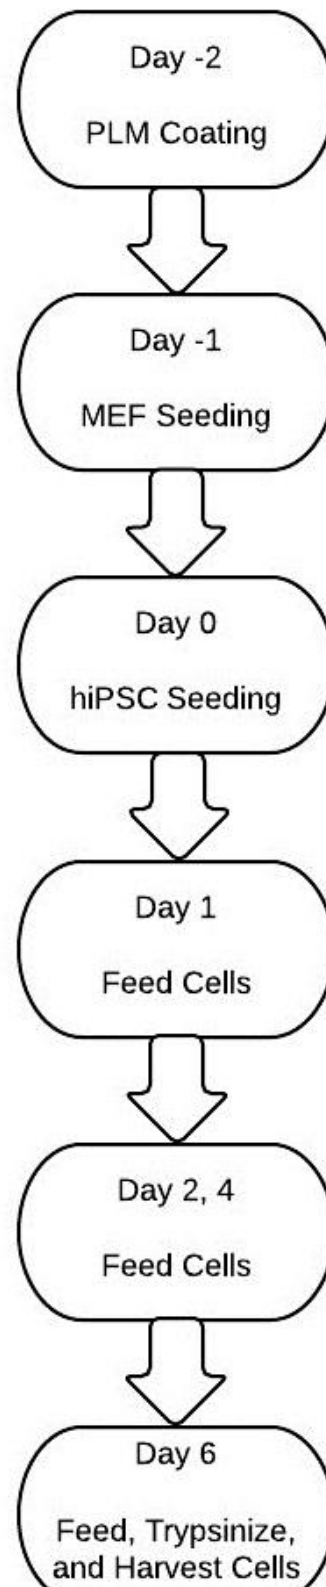 Day -2
PLM Coating
Day -1
MEF Seeding
Day 0
hiPSC Seeding
Day 1
Feed Cells
Day 2, 4
Feed Cells
Day 6
Feed, Trypsinize,
and Harvest Cells